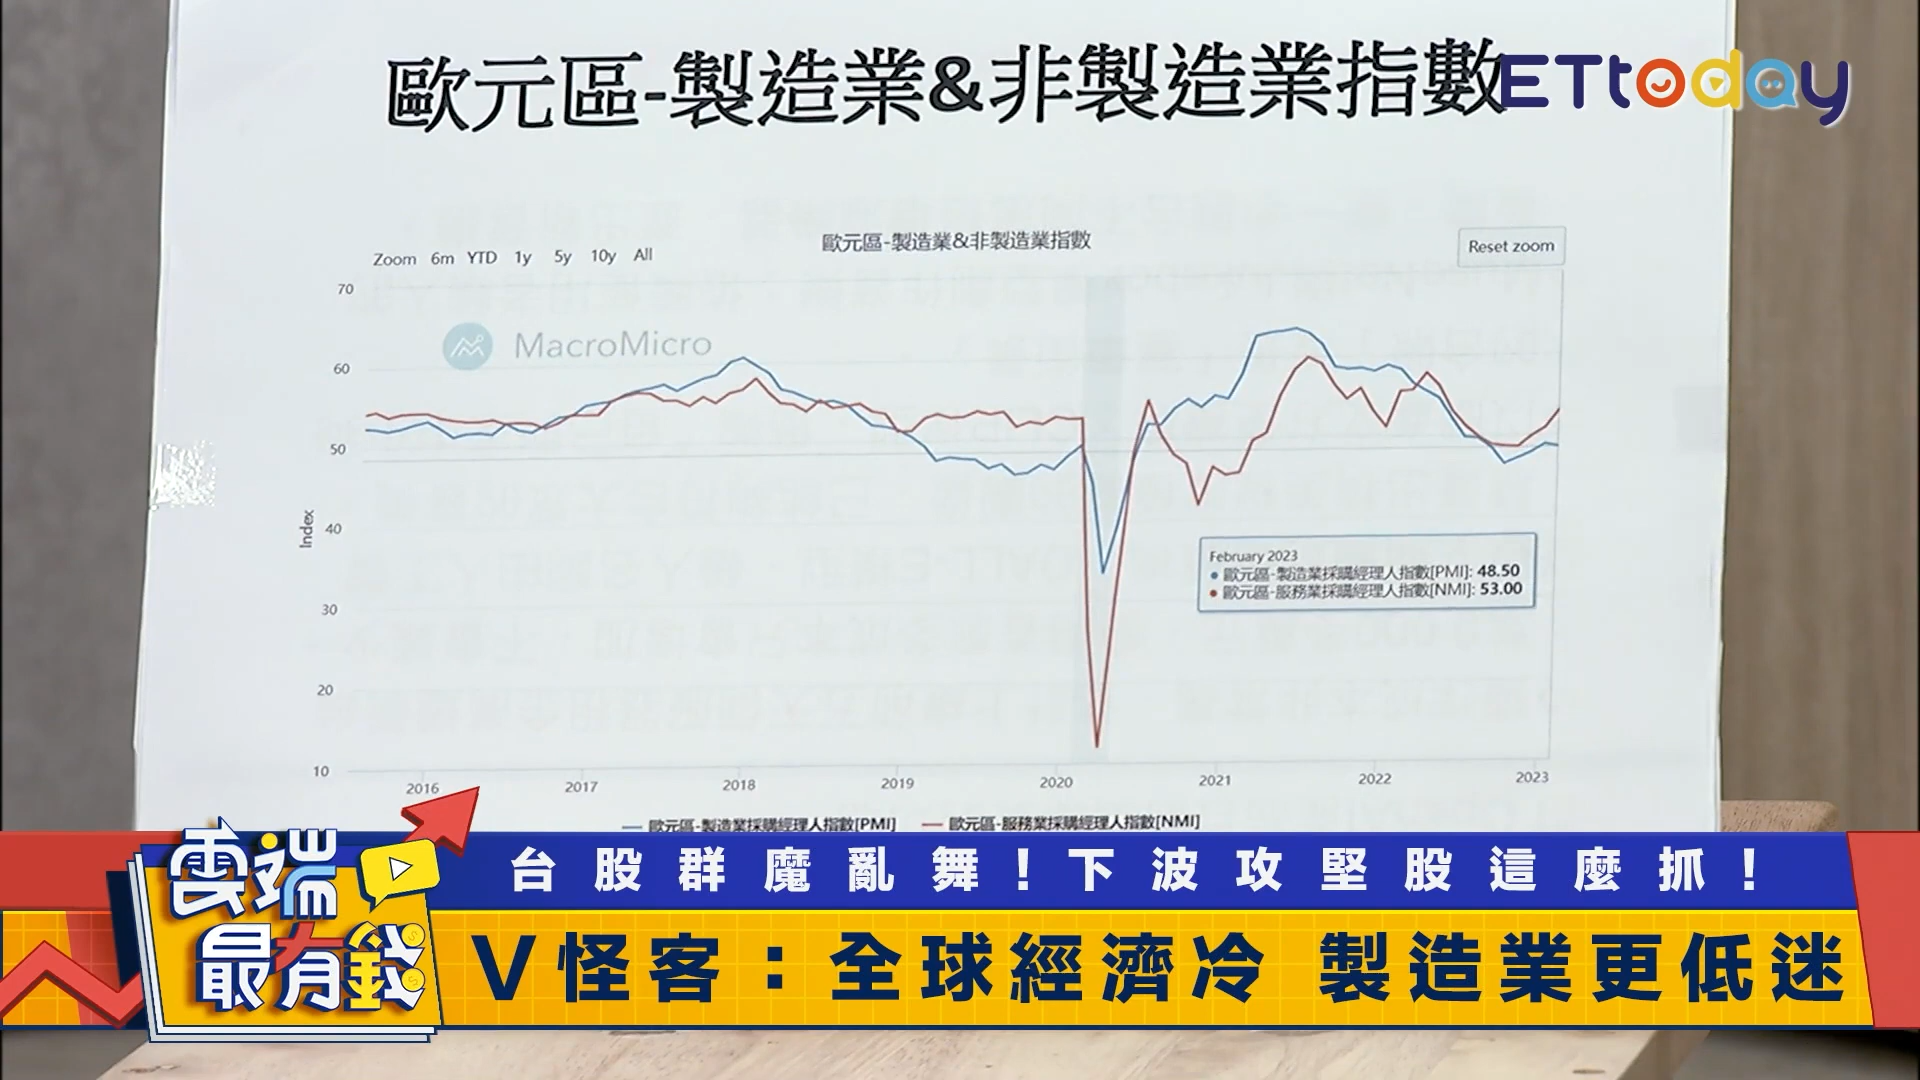 歐元區-製造業&非製造業指數
ETtoday
歐元區-製造業&非製造業指數
Zoom 6m YTD 1y 5y 10y All
Reset zoom
MacroMicro
70
60
50
40
30
20
10
Index
February 2023
歐元區-製造業採購經理人指數[PMI]: 48.50
歐元區-服務業採購經理人指數[NMI]: 53.00
2016 2017 2018 2019 2020 2021 2022 2023
歐元區-製造業採購經理人指數[PMI] 歐元區-服務業採購經理人指數[NMI]
雲端
最有錢
台股群魔亂舞!下波攻堅股這麼抓!
V怪客:全球經濟冷 製造業更低迷